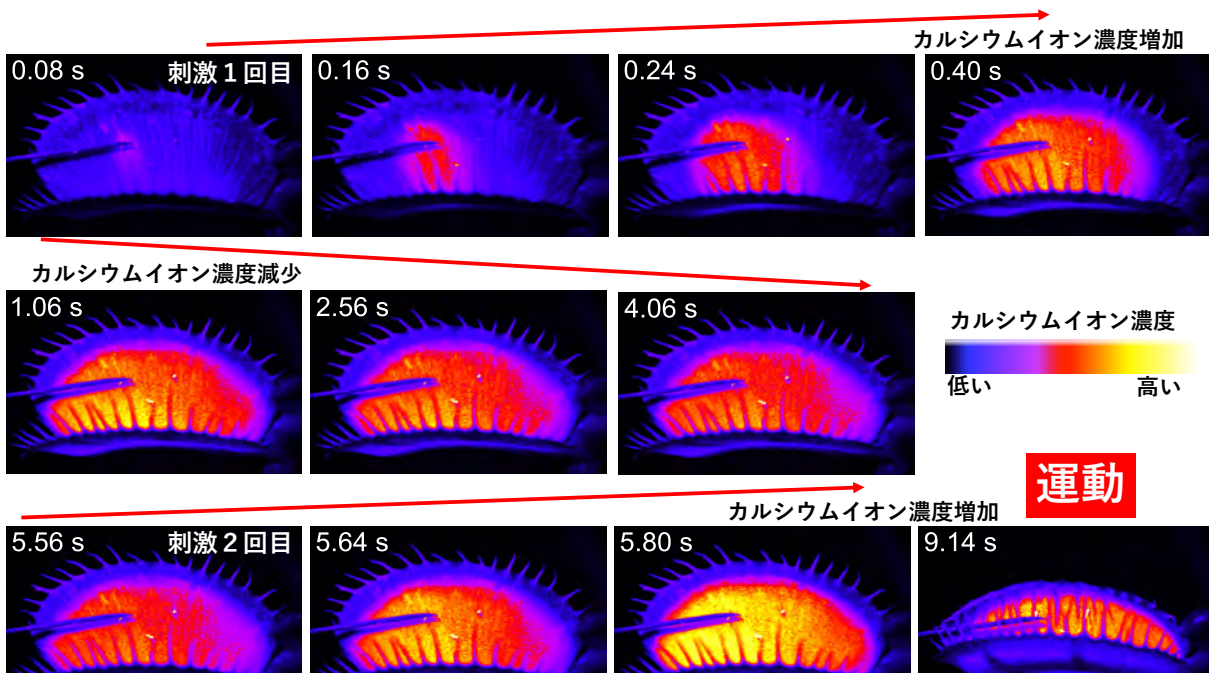 カルシウムイオン濃度増加
0.08 s
刺激１回目
0.16 s
0.24 s
0.40 s
カルシウムイオン濃度減少
1.06 s
2.56 s
4.06 s
カルシウムイオン濃度
低い
高い
運動
カルシウムイオン濃度増加
5.56 s
刺激２回目
5.64 s
5.80 s
9.14 s